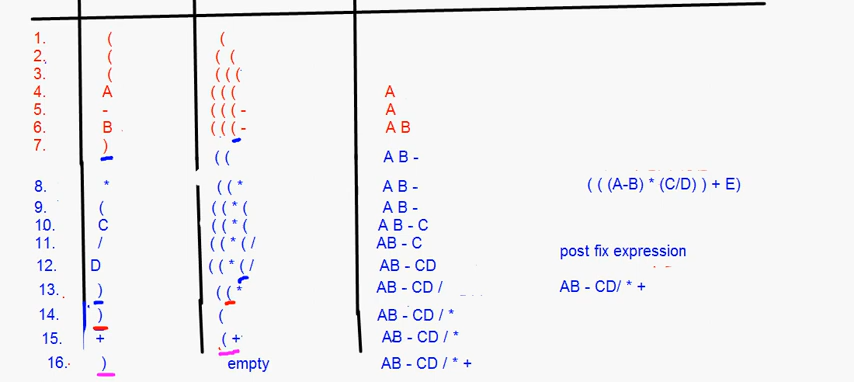 1. ( (
2. ( ( (
3. ( ( ( (
4. A ( ( ( A
5. - ( ( ( - A
6. B ( ( ( - A B
7. ) ( ( A B -
8. * ( ( * A B - ( ( (A-B) * (C/D) ) + E)
9. ( ( ( * ( A B -
10. C ( ( * ( A B - C
11. / ( ( * ( / AB - C
post fix expression
12. D ( ( * ( / AB - CD
13. ) ( ( * AB - CD / AB - CD/ * +
14. ) ( AB - CD / *
15. + ( + AB - CD / *
16. ) empty AB - CD / * +